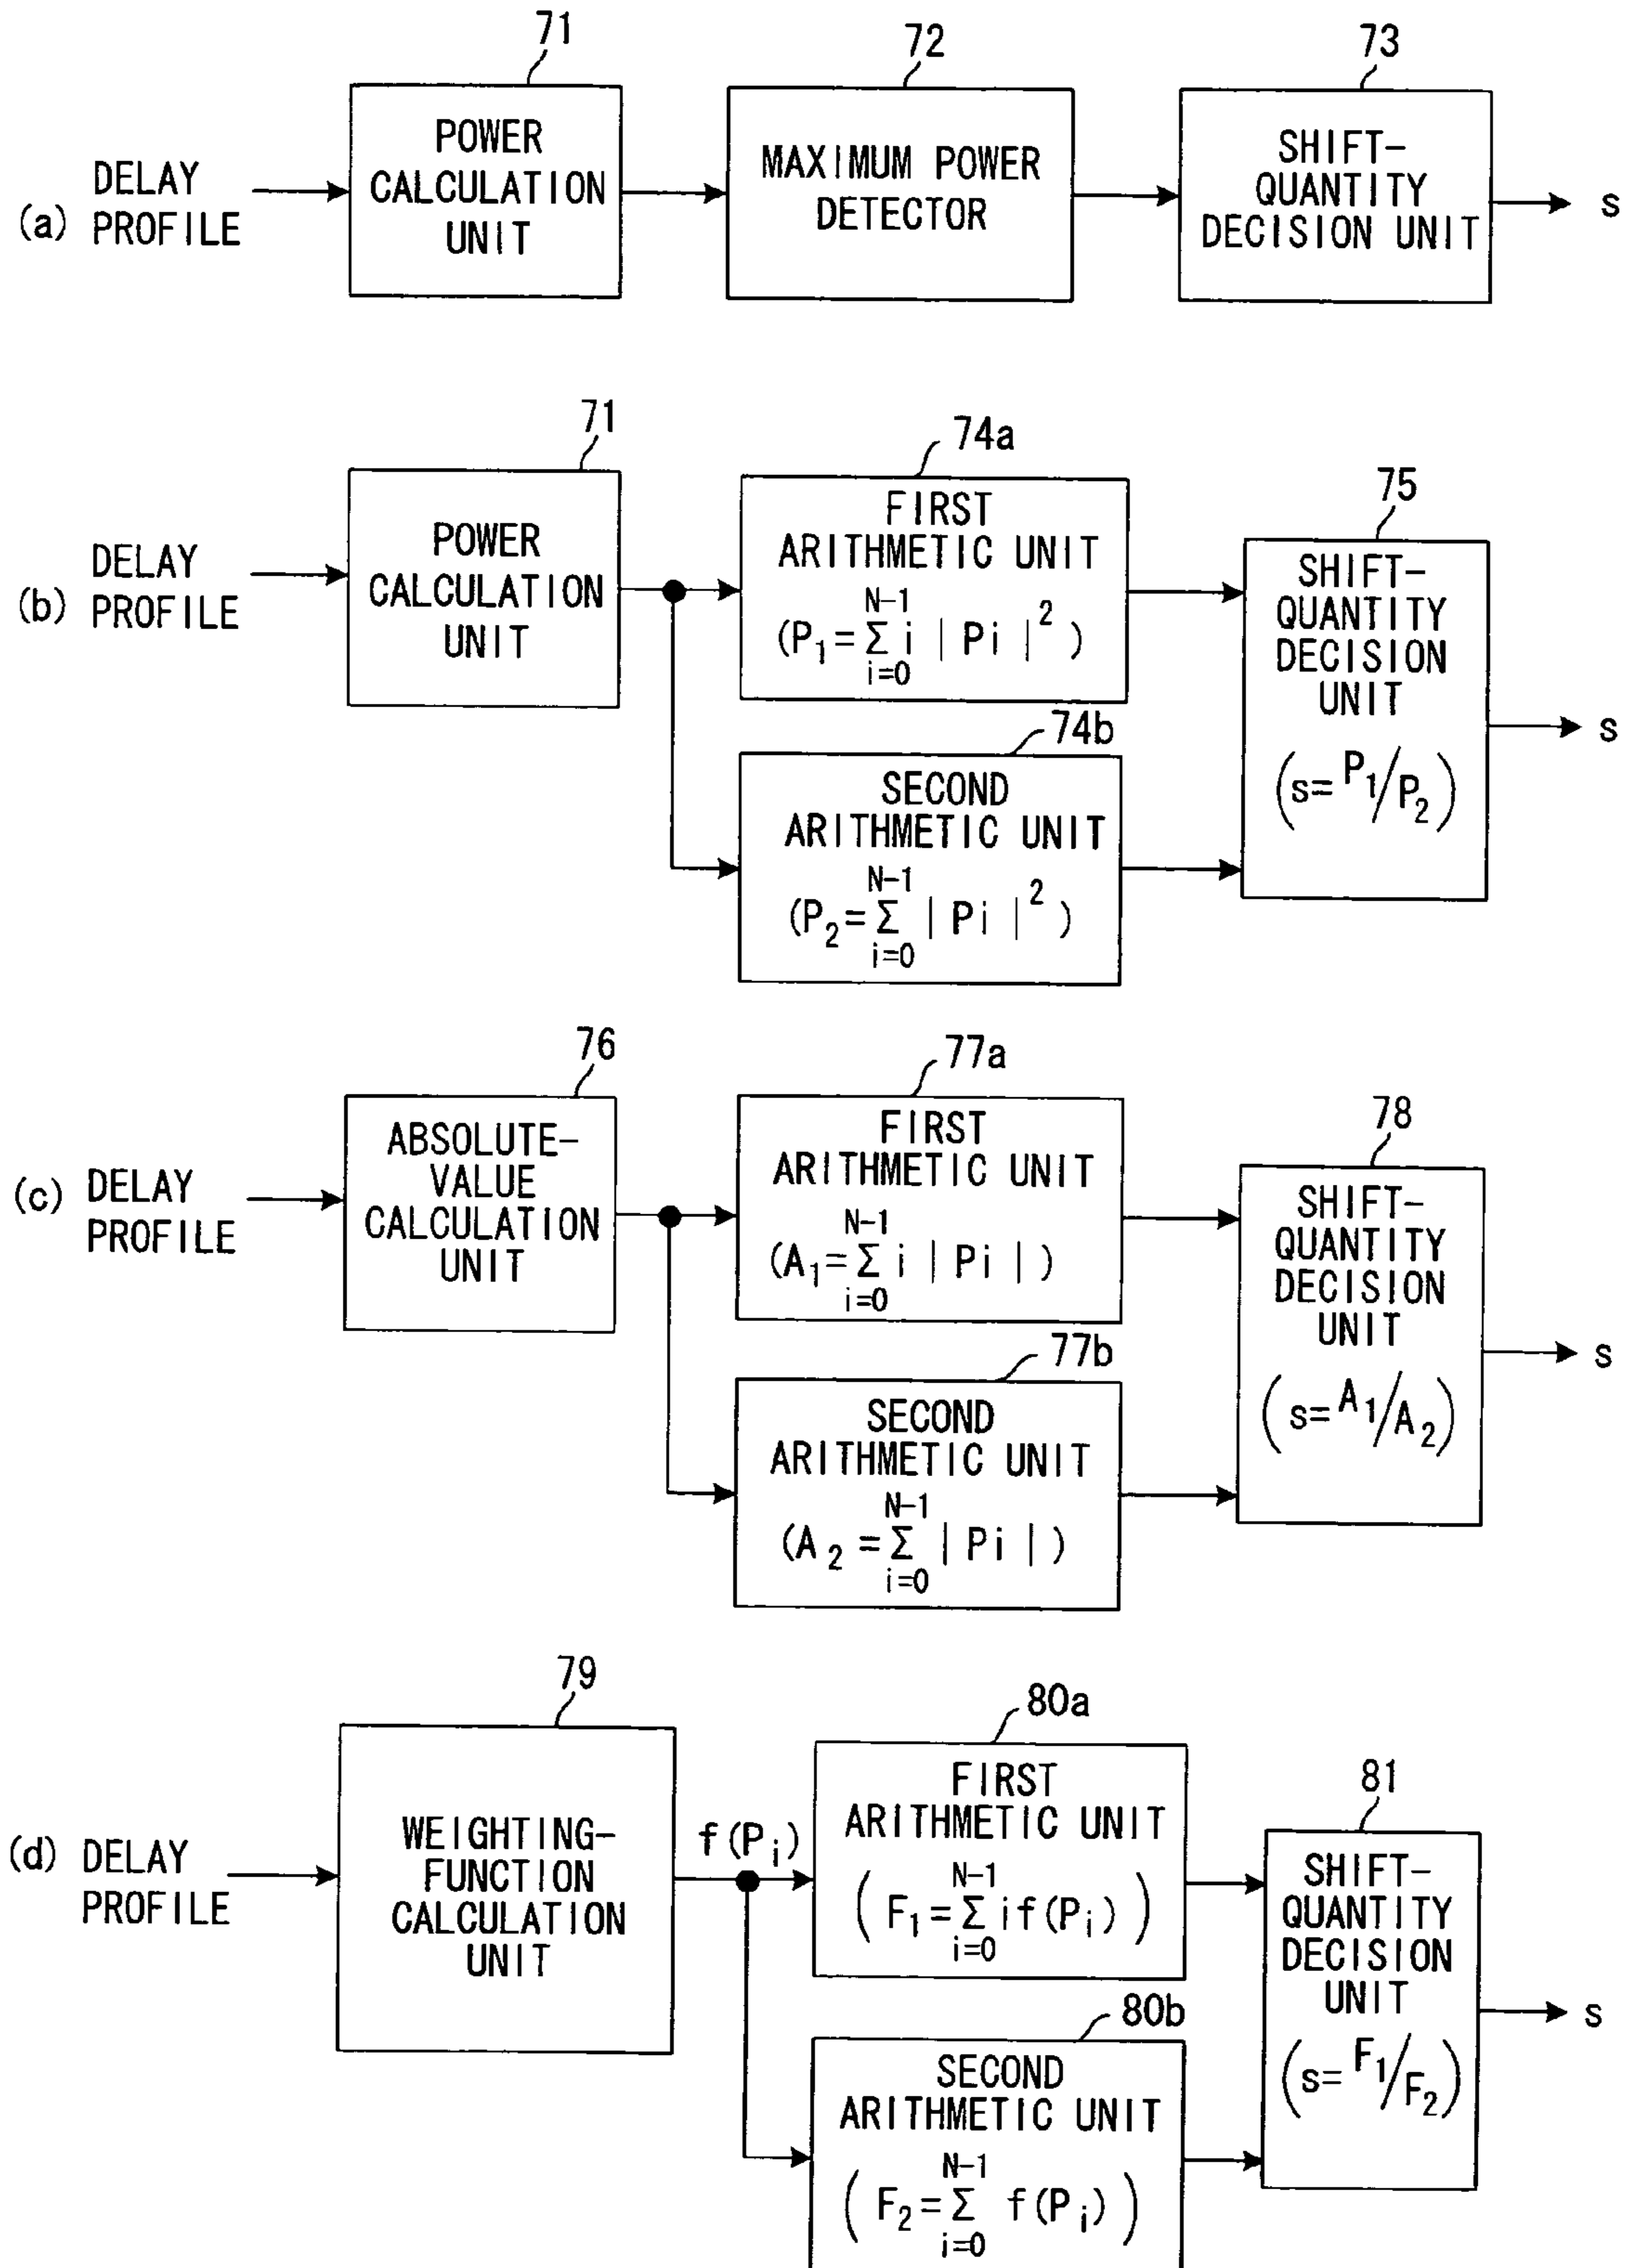 71
72
73
(a) DELAY PROFILE
POWER
CALCULATION
UNIT
MAXIMUM POWER
DETECTOR
SHIFT-
QUANTITY
DECISION UNIT
s
71
74a
75
(b) DELAY PROFILE
POWER
CALCULATION
UNIT
FIRST
ARITHMETIC UNIT
N-1
(P₁=Σ i | Pi |²)
i=0
74b
SECOND
ARITHMETIC UNIT
N-1
(P₂=Σ | Pi |²)
i=0
SHIFT-
QUANTITY
DECISION
UNIT
(s= P₁/P₂)
s
76
77a
78
(c) DELAY PROFILE
ABSOLUTE-
VALUE
CALCULATION
UNIT
FIRST
ARITHMETIC UNIT
N-1
(A₁=Σ i | Pi |)
i=0
77b
SECOND
ARITHMETIC UNIT
N-1
(A₂=Σ | Pi |)
i=0
SHIFT-
QUANTITY
DECISION
UNIT
(s= A₁/A₂)
s
79
80a
81
(d) DELAY PROFILE
WEIGHTING-
FUNCTION
CALCULATION
UNIT
f(Pᵢ)
FIRST
ARITHMETIC UNIT
N-1
(F₁=Σ if(Pᵢ))
i=0
80b
SECOND
ARITHMETIC UNIT
N-1
(F₂=Σ f(Pᵢ))
i=0
SHIFT-
QUANTITY
DECISION
UNIT
(s= F₁/F₂)
s